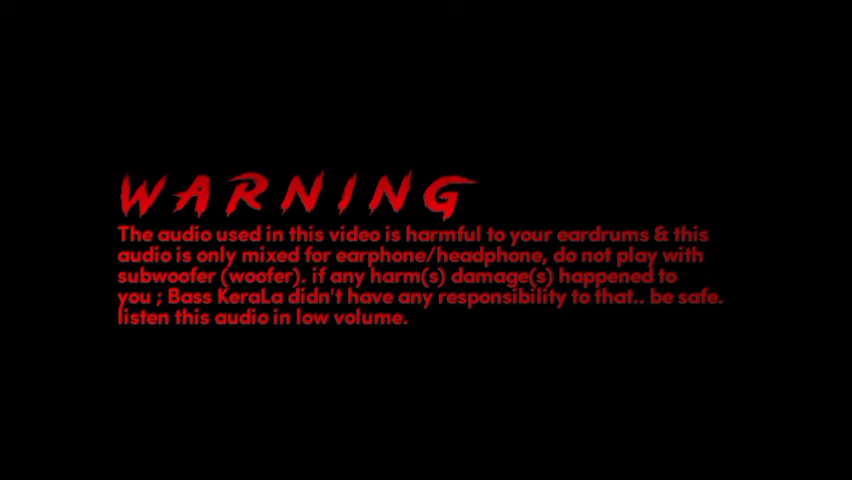 WARNING
The audio used in this video is harmful to your eardrums & this
audio is only mixed for earphone/headphone, do not play with
subwoofer (woofer). if any harm(s) damage(s) happened to
you ; Bass KeraLa didn't have any responsibility to that.. be safe.
listen this audio in low volume.